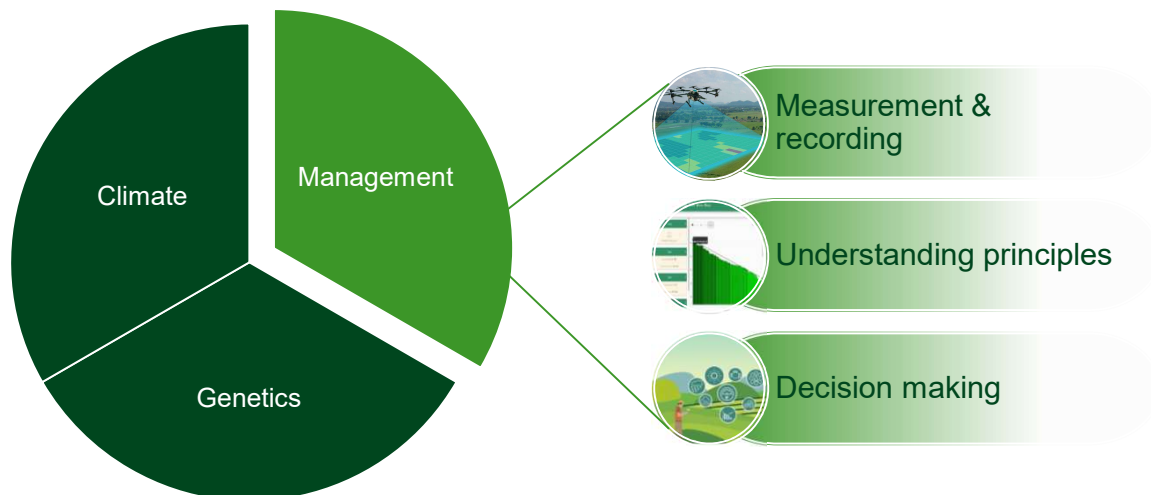 Climate
Management
Genetics
Measurement &
recording
Understanding principles
Decision making